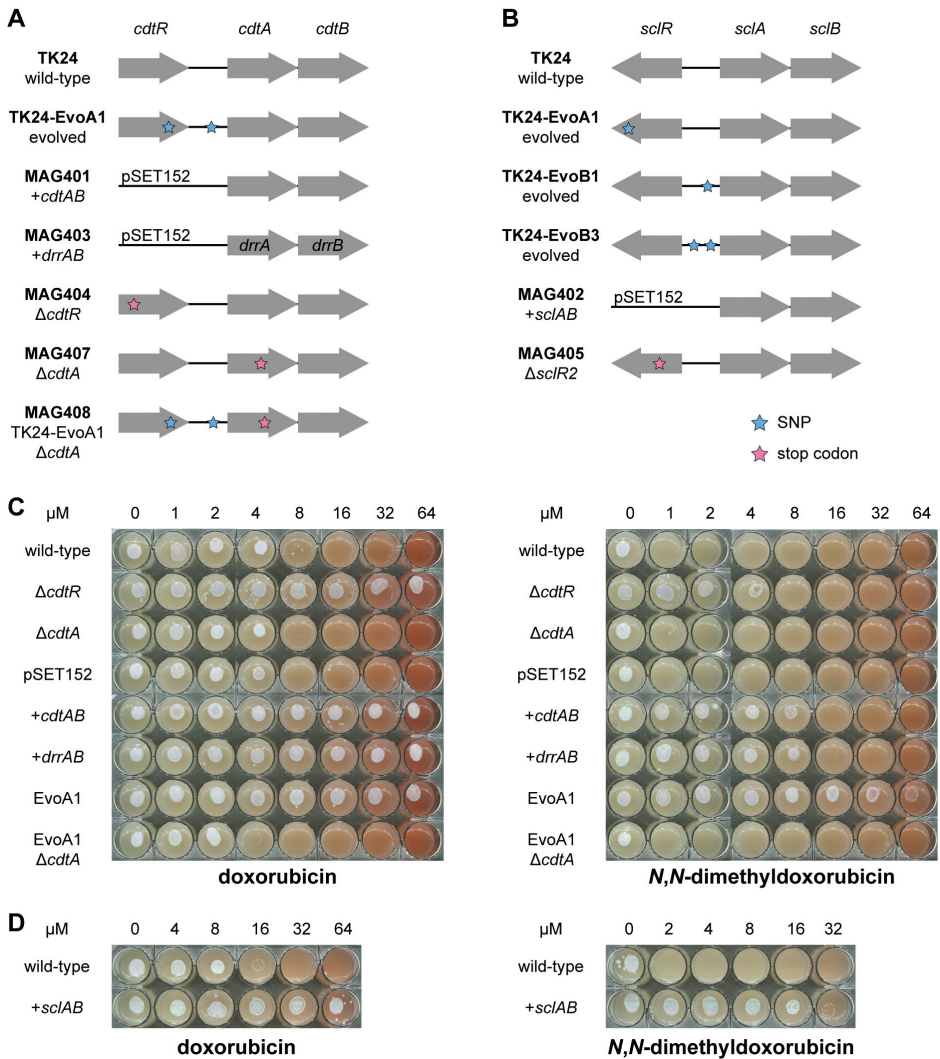 A
cdtR cdtA cdtB
TK24
wild-type
TK24-EvoA1
evolved
MAG401
+cdtAB
pSET152
MAG403
+drrAB
pSET152
drrA drrB
MAG404
ΔcdtR
MAG407
ΔcdtA
MAG408
TK24-EvoA1
ΔcdtA
B
sclR sclA sclB
TK24
wild-type
TK24-EvoA1
evolved
TK24-EvoB1
evolved
TK24-EvoB3
evolved
MAG402
+sclAB
pSET152
MAG405
ΔsclR2
SNP
stop codon
C
µM 0 1 2 4 8 16 32 64
wild-type
ΔcdtR
ΔcdtA
pSET152
+cdtAB
+drrAB
EvoA1
EvoA1
ΔcdtA
doxorubicin
µM 0 1 2 4 8 16 32 64
wild-type
ΔcdtR
ΔcdtA
pSET152
+cdtAB
+drrAB
EvoA1
EvoA1
ΔcdtA
N,N-dimethyldoxorubicin
D
µM 0 4 8 16 32 64
wild-type
+sclAB
doxorubicin
µM 0 2 4 8 16 32
wild-type
+sclAB
N,N-dimethyldoxorubicin